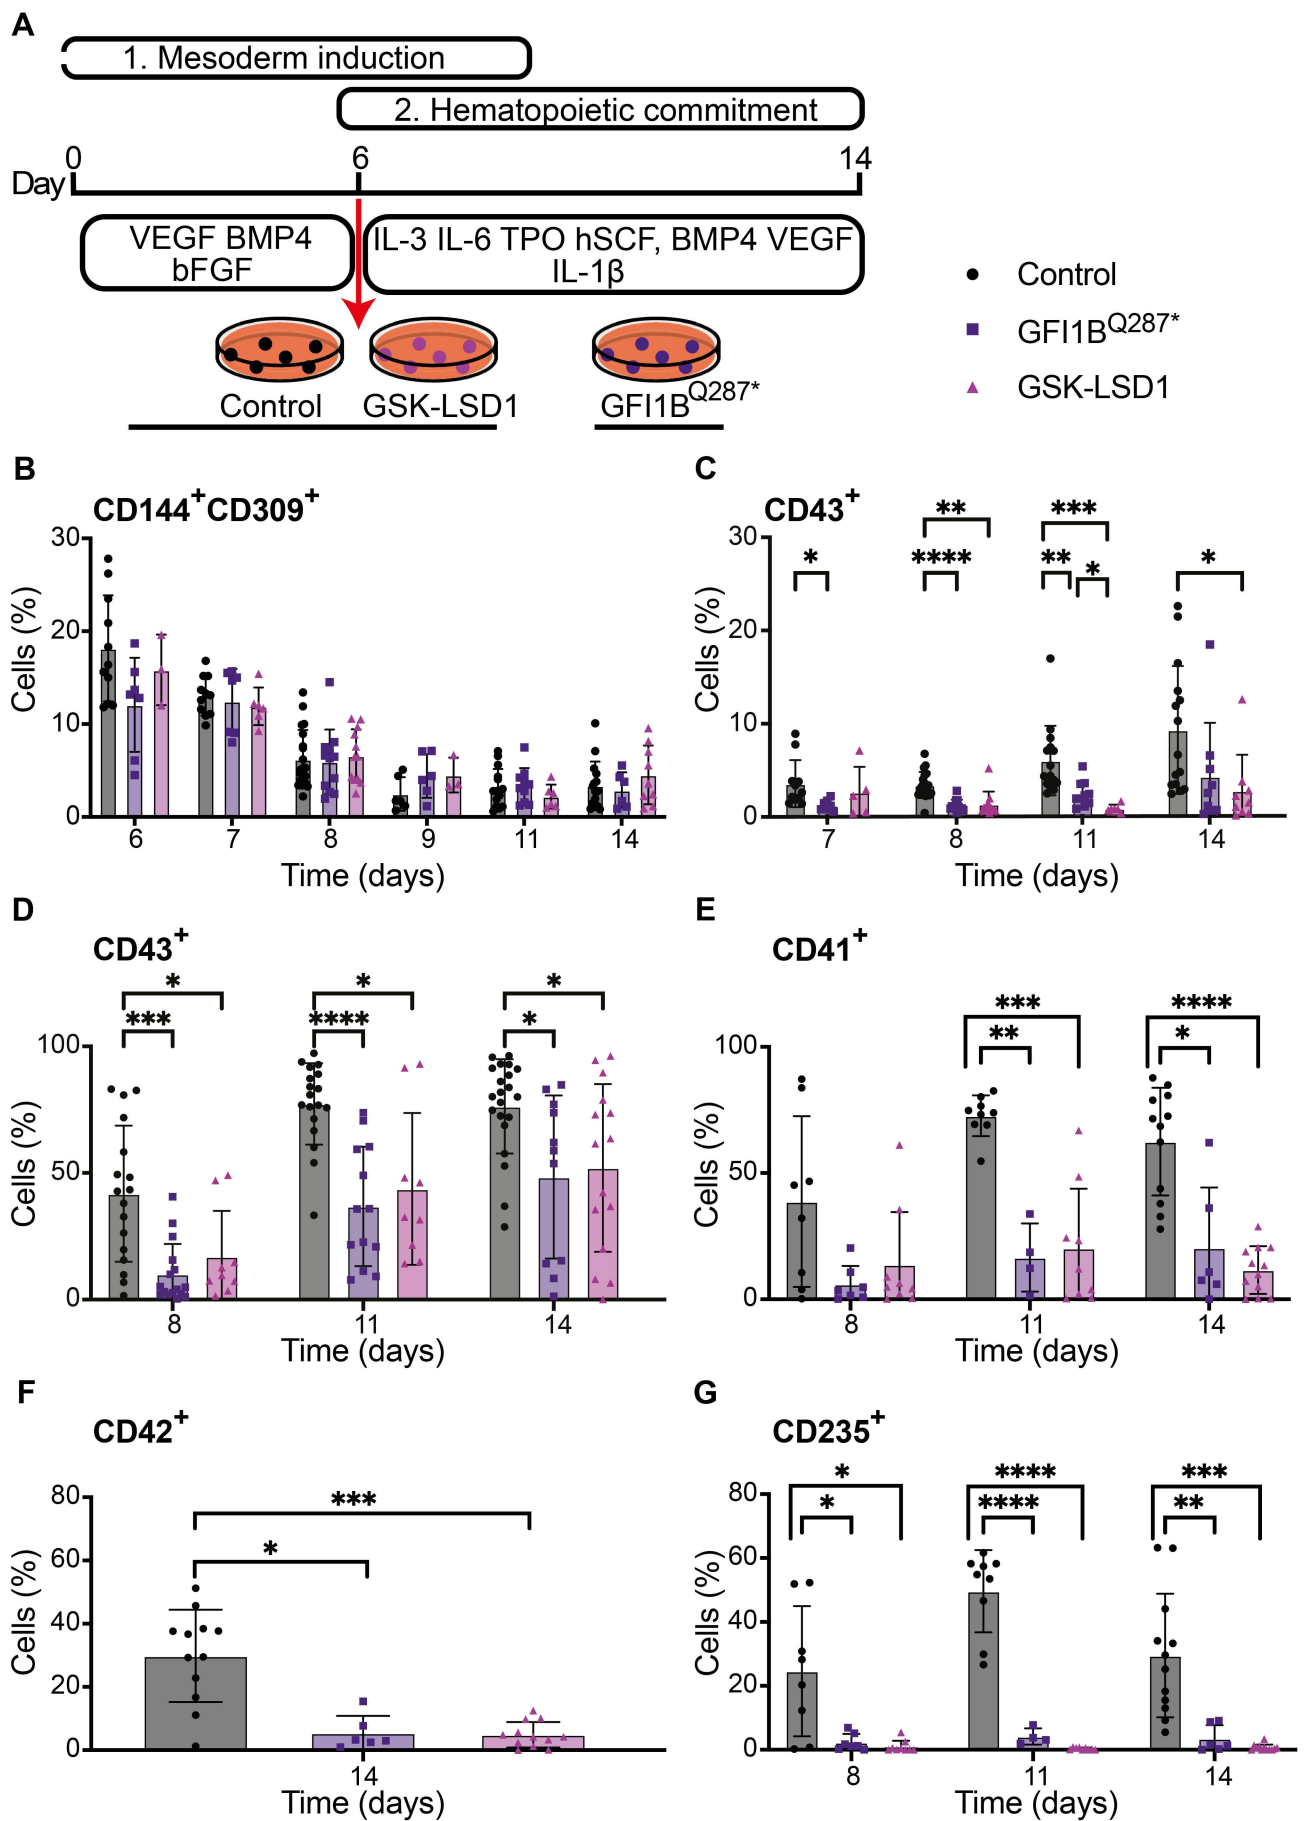 A
1. Mesoderm induction
2. Hematopoietic commitment
0 6 14
Day
VEGF BMP4
bFGF
IL-3 IL-6 TPO hSCF, BMP4 VEGF
IL-1β
Control GSK-LSD1 GFI1BQ287*
Control
GFI1BQ287*
GSK-LSD1
B
CD144+CD309+
Cells (%)
30
20
10
0
6 7 8 9 11 14
Time (days)
C
CD43+
* ** **** *** ** * *
Cells (%)
30
20
10
0
7 8 11 14
Time (days)
D
CD43+
* *** * **** * *
Cells (%)
100
50
0
8 11 14
Time (days)
E
CD41+
*** ** **** *
Cells (%)
100
50
0
8 11 14
Time (days)
F
CD42+
***
*
Cells (%)
80
60
40
20
0
14
Time (days)
G
CD235+
* **** ***
* **** **
Cells (%)
80
60
40
20
0
8 11 14
Time (days)